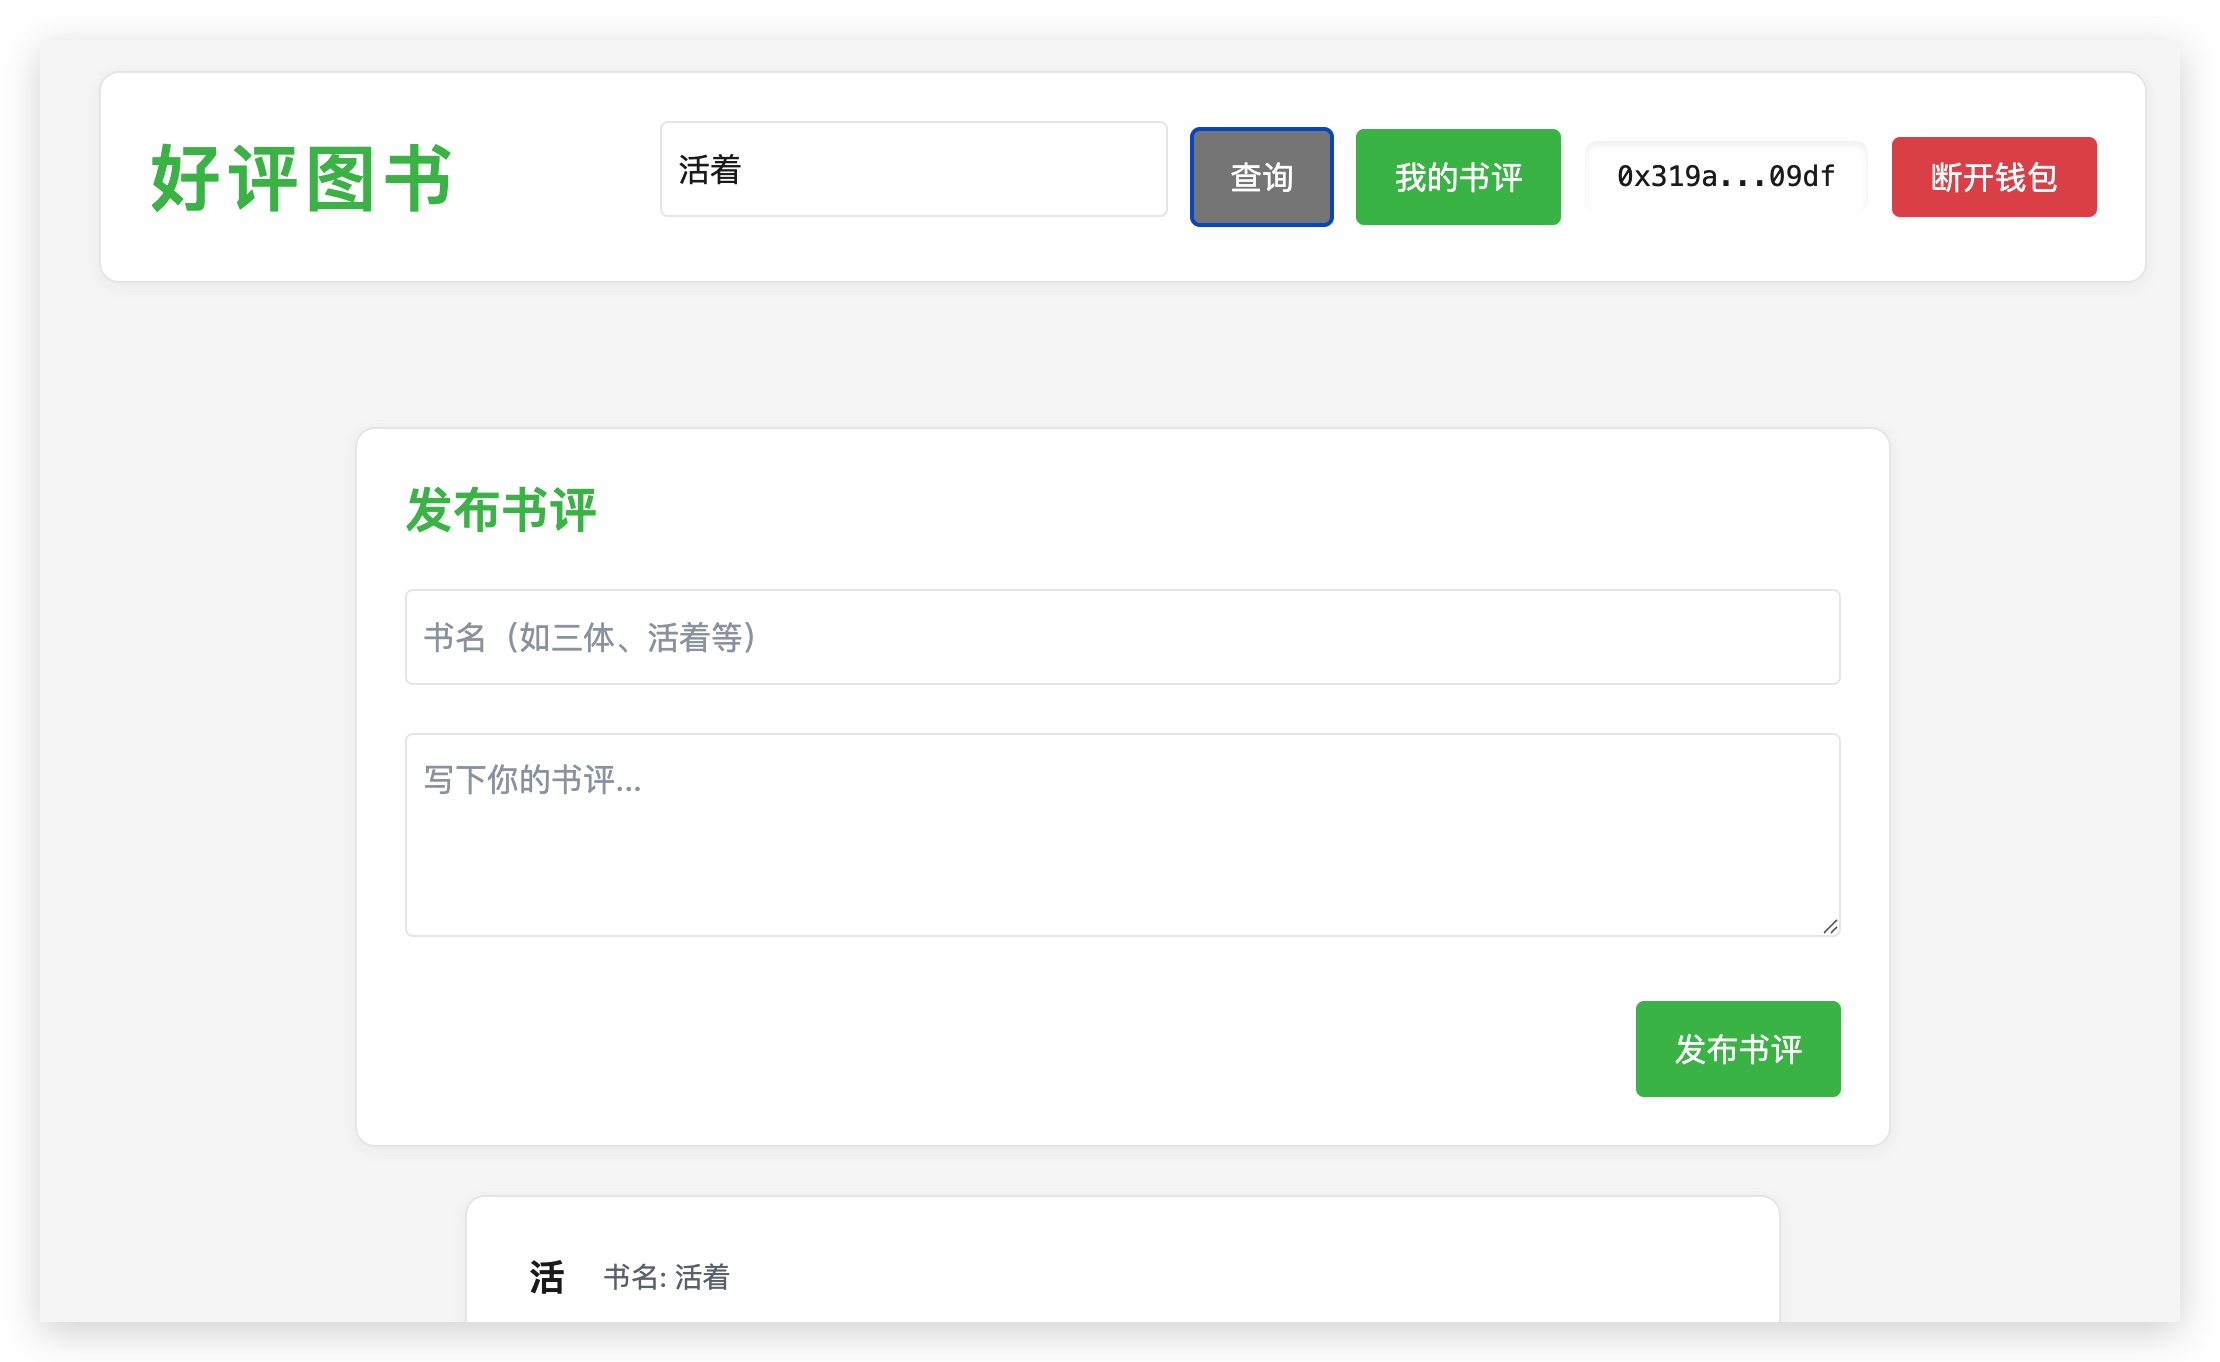 好评图书
活着
查询
我的书评
0x319a...09df
断开钱包
发布书评
书名（如三体、活着等）
写下你的书评...
发布书评
活
书名: 活着